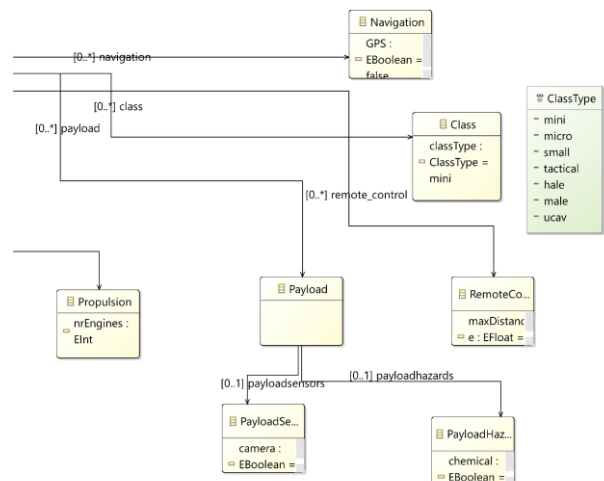 Navigation
GPS :
EBoolean =
false
[0..*] navigation
[0..*] class
[0..*] payload
Class
classType :
ClassType =
mini
ClassType
mini
micro
small
tactical
hale
male
ucav
[0..*] remote_control
Propulsion
nrEngines :
EInt
Payload
RemoteCo...
maxDistanc
e : EFloat =
[0..1] payloadsensors
[0..1] payloadhazards
PayloadSe...
camera :
EBoolean =
PayloadHaz...
chemical :
EBoolean =